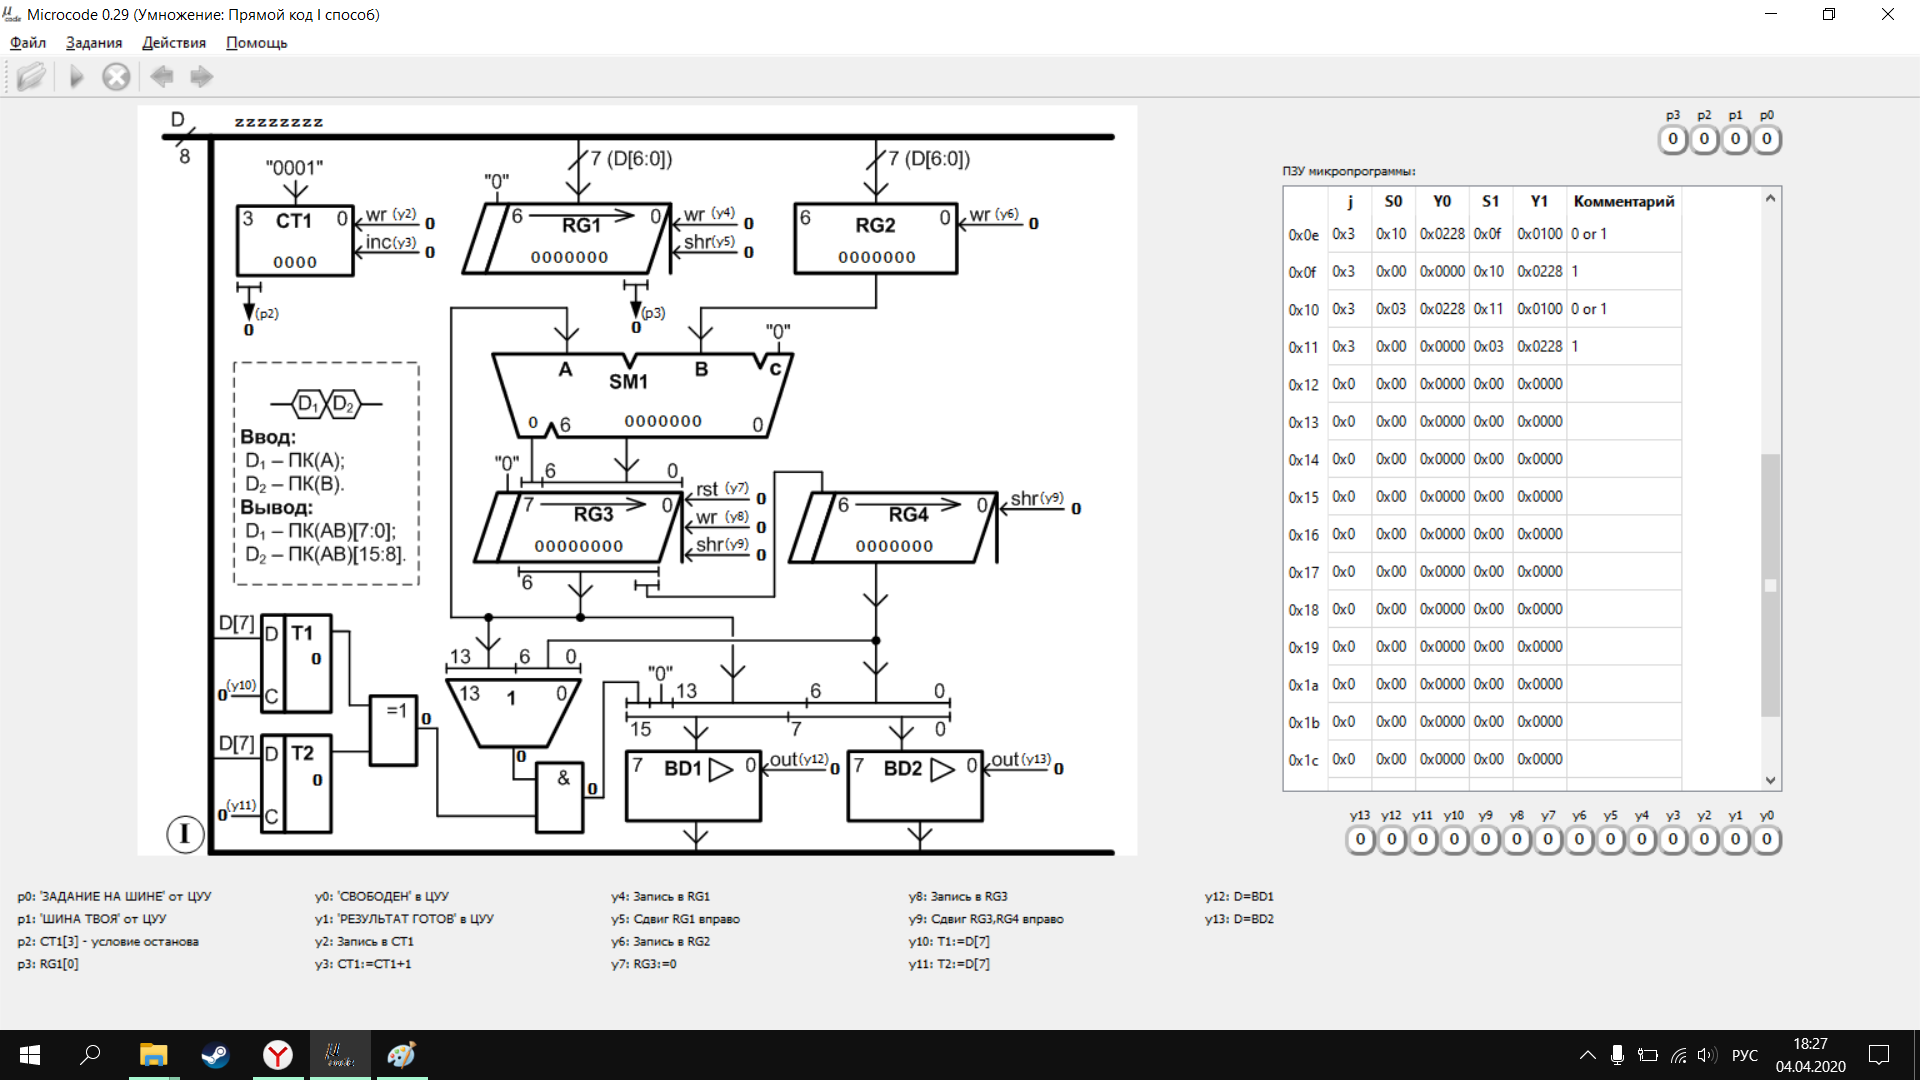 Microcode 0.29 (Умножение: Прямой код I способ)
Файл Задания Действия Помощь
D zzzzzzzz
8
"0001"
3 CT1 0
0000
wr (y2) 0
inc(y3) 0
(p2)
0
7 (D[6:0])
"0"
6 RG1 0
0000000
wr (y4) 0
shr(y5) 0
(p3)
0
7 (D[6:0])
6 RG2 0
0000000
wr (y6) 0
"0"
A B c
SM1
0 6 0000000 0
D₁ D₂
Ввод:
D₁ – ПК(А);
D₂ – ПК(В).
Вывод:
D₁ – ПК(АВ)[7:0];
D₂ – ПК(АВ)[15:8].
"0" 6 0
7 RG3 0
00000000
rst (y7) 0
wr (y8) 0
shr(y9) 0
6
6 RG4 0
0000000
shr(y9) 0
D[7] D T1
0
0 (y10) C
D[7] D T2
0
0 (y11) C
=1 0
13 6 0
13 1 0
0
& 0
"0" 13 6 0
15 7 0
7 BD1 0
out(y12) 0
7 BD2 0
out(y13) 0
I
p3 p2 p1 p0
0 0 0 0
ПЗУ микропрограммы:
j S0 Y0 S1 Y1 Комментарий
0x0e 0x3 0x10 0x0228 0x0f 0x0100 0 or 1
0x0f 0x3 0x00 0x0000 0x10 0x0228 1
0x10 0x3 0x03 0x0228 0x11 0x0100 0 or 1
0x11 0x3 0x00 0x0000 0x03 0x0228 1
0x12 0x0 0x00 0x0000 0x00 0x0000
0x13 0x0 0x00 0x0000 0x00 0x0000
0x14 0x0 0x00 0x0000 0x00 0x0000
0x15 0x0 0x00 0x0000 0x00 0x0000
0x16 0x0 0x00 0x0000 0x00 0x0000
0x17 0x0 0x00 0x0000 0x00 0x0000
0x18 0x0 0x00 0x0000 0x00 0x0000
0x19 0x0 0x00 0x0000 0x00 0x0000
0x1a 0x0 0x00 0x0000 0x00 0x0000
0x1b 0x0 0x00 0x0000 0x00 0x0000
0x1c 0x0 0x00 0x0000 0x00 0x0000
y13 y12 y11 y10 y9 y8 y7 y6 y5 y4 y3 y2 y1 y0
0 0 0 0 0 0 0 0 0 0 0 0 0 0
p0: 'ЗАДАНИЕ НА ШИНЕ' от ЦУУ
p1: 'ШИНА ТВОЯ' от ЦУУ
p2: CT1[3] - условие останова
p3: RG1[0]
y0: 'СВОБОДЕН' в ЦУУ
y1: 'РЕЗУЛЬТАТ ГОТОВ' в ЦУУ
y2: Запись в CT1
y3: CT1:=CT1+1
y4: Запись в RG1
y5: Сдвиг RG1 вправо
y6: Запись в RG2
y7: RG3:=0
y8: Запись в RG3
y9: Сдвиг RG3,RG4 вправо
y10: T1:=D[7]
y11: T2:=D[7]
y12: D=BD1
y13: D=BD2
РУС
18:27
04.04.2020